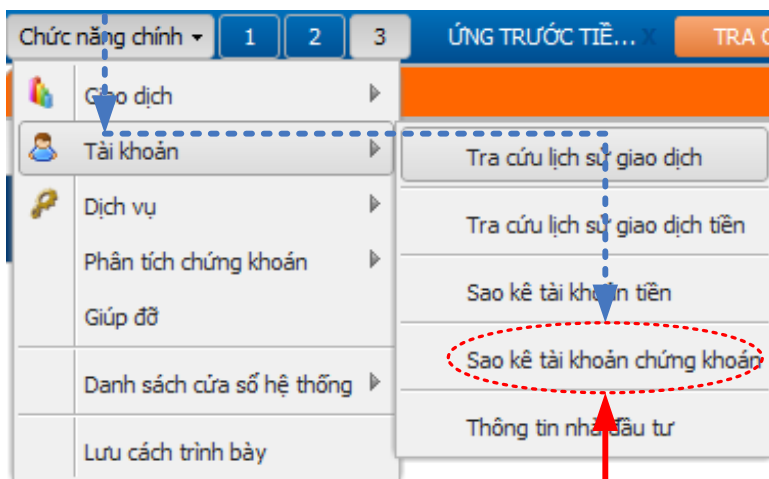 Chức năng chính 1 2 3 ỨNG TRƯỚC TIỀ... X TRA
Giao dịch
Tài khoản
Dịch vụ
Phân tích chứng khoán
Giúp đỡ
Danh sách cửa sổ hệ thống
Lưu cách trình bày
Tra cứu lịch sử giao dịch
Tra cứu lịch sử giao dịch tiền
Sao kê tài khoản tiền
Sao kê tài khoản chứng khoán
Thông tin nhà đầu tư